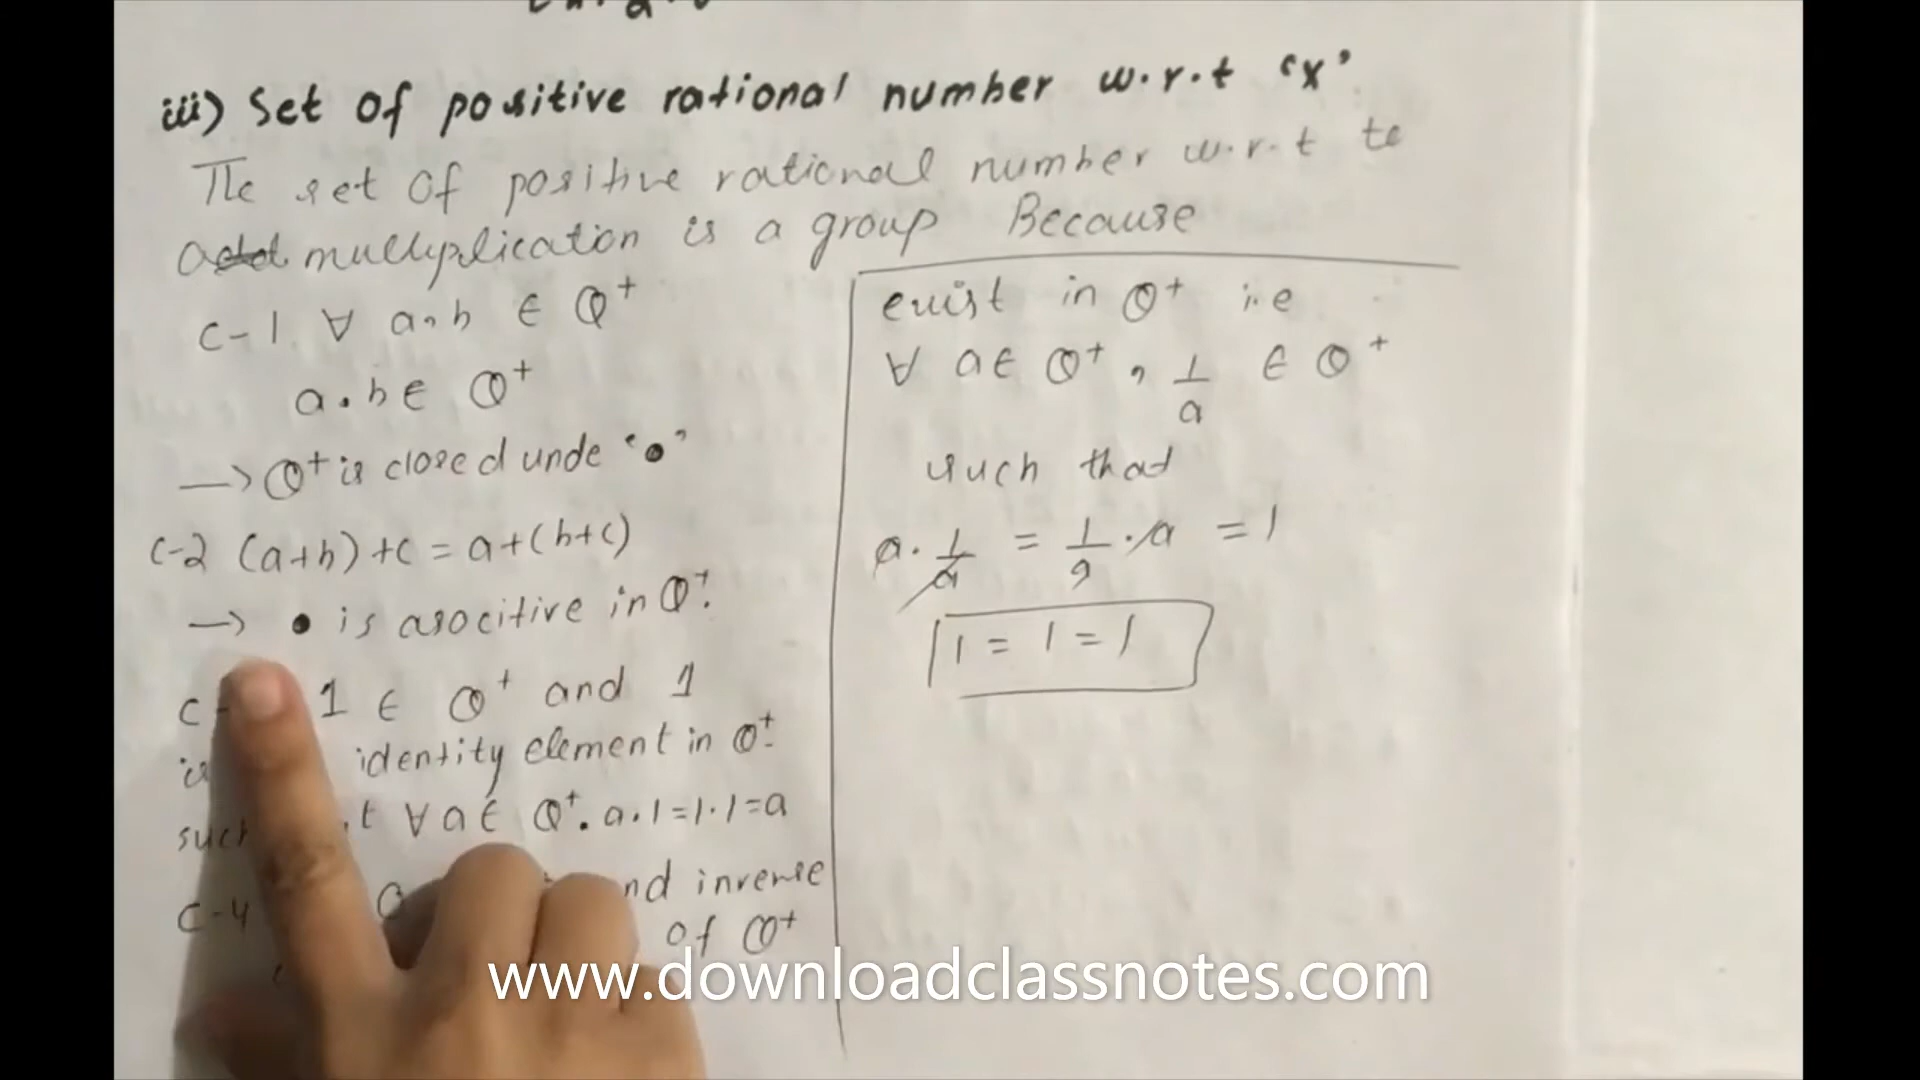 iii) Set of positive rational number w.r.t ‘x’
The set of positive rational number w.r.t to
add multiplication is a group Because
C-1 ∀ a,b ∈ Q⁺
a.b ∈ Q⁺
→ Q⁺ is closed unde ‘•’
C-2 (a+b)+c = a+(b+c)
→ • is asocitive in Q⁺.
1 ∈ Q⁺ and 1
identity element in Q⁺.
.t ∀ a ∈ Q⁺. a.1=1.1=a
C-4 inverse
of Q⁺
exist in Q⁺ i.e
∀ a ∈ Q⁺, 1/a ∈ Q⁺
such that
a. 1/a = 1/a . a = 1
1 = 1 = 1
www.downloadclassnotes.com